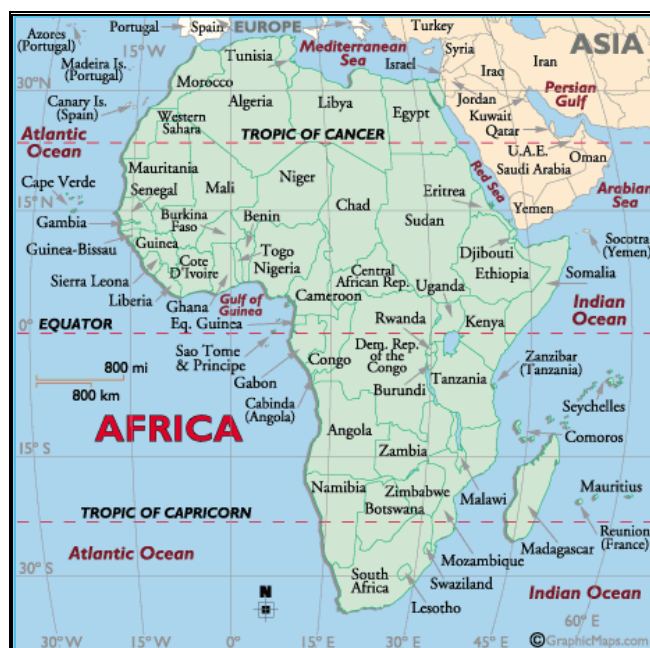 Azores
(Portugal)
Portugal
Spain
EUROPE
Turkey
ASIA
15°W
0°
Tunisia
Mediterranean
Sea
Syria
Iran
Madeira Is.
(Portugal)
Israel
Iraq
Morocco
30°N
Jordan
Persian
Gulf
Canary Is.
(Spain)
Algeria
Libya
Egypt
Kuwait
Qatar
Western
Sahara
Atlantic
Ocean
TROPIC OF CANCER
U.A.E.
Oman
Saudi Arabia
Red Sea
Mauritania
Niger
Cape Verde
Senegal
Mali
Chad
Eritrea
Arabian
Sea
15°N
Sudan
Yemen
Gambia
Burkina
Faso
Benin
Guinea-Bissau
Guinea
Togo
Djibouti
Socotra
(Yemen)
Cote
D'Ivoire
Nigeria
Ethiopia
Sierra Leona
Central
African Rep.
Somalia
Liberia
Uganda
Ghana
Gulf of
Guinea
Cameroon
Indian
Ocean
EQUATOR
0°
Eq. Guinea
Rwanda
Kenya
Sao Tome
& Principe
Congo
Dem. Rep.
of the
Congo
Zanzibar
(Tanzania)
800 mi
800 km
Gabon
Tanzania
Cabinda
(Angola)
Burundi
Seychelles
AFRICA
Angola
Comoros
15°S
Zambia
Namibia
Zimbabwe
Malawi
Mauritius
TROPIC OF CAPRICORN
Botswana
Reunion
(France)
Atlantic Ocean
Mozambique
Madagascar
30°S
South
Africa
Swaziland
Lesotho
Indian Ocean
N
60°E
30°W
15°W
0°
15°E
30°E
45°E
©GraphicMaps.com